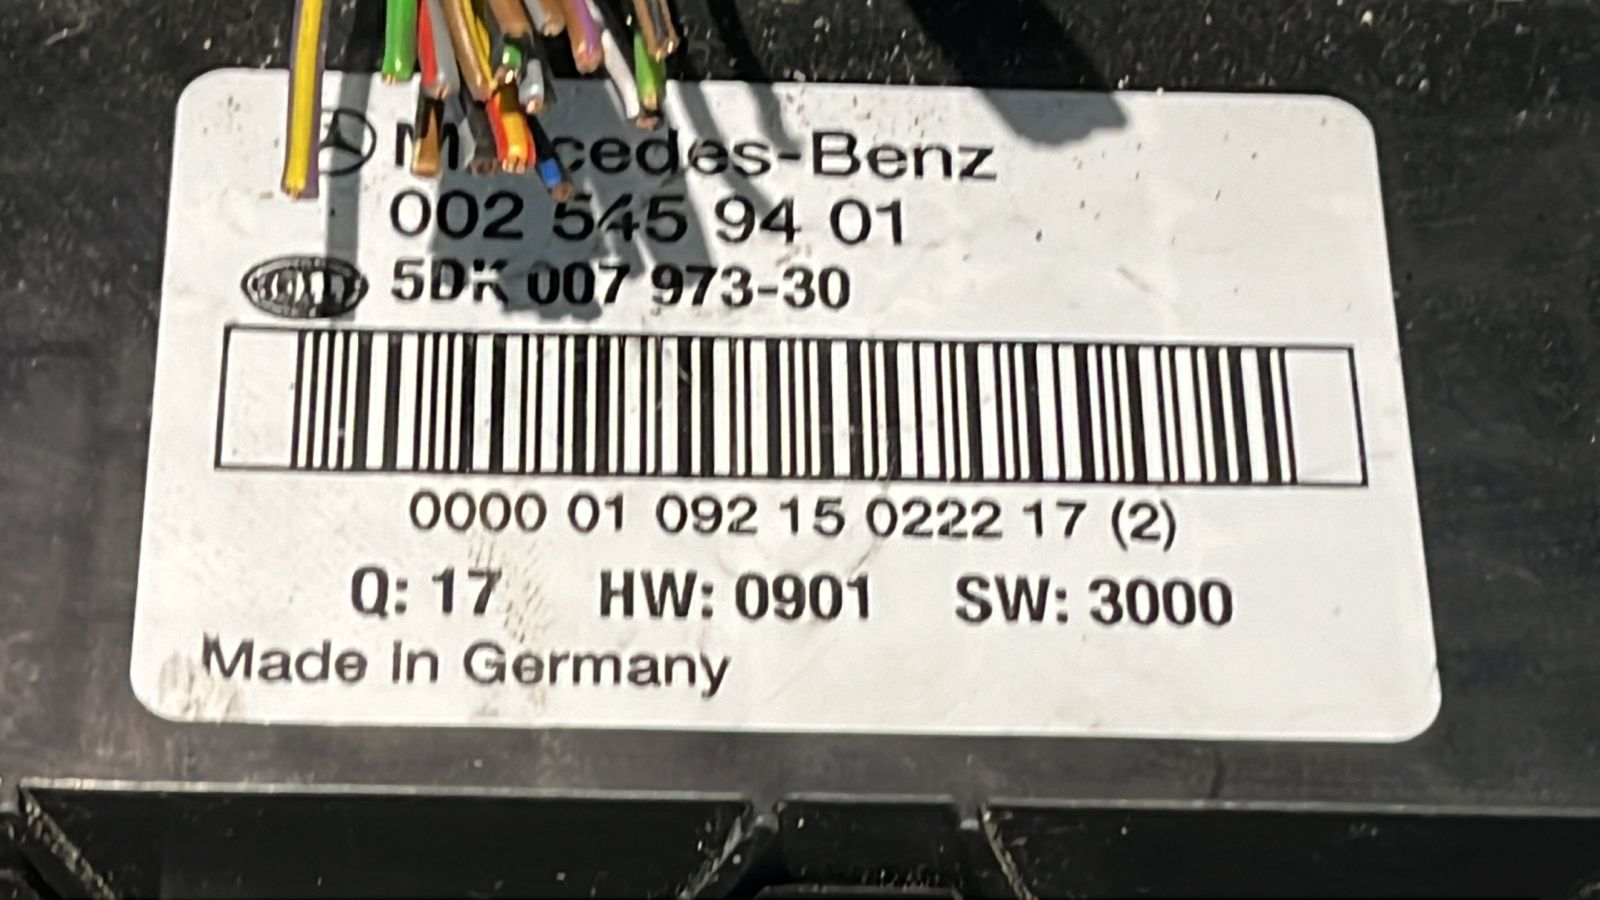 Mercedes-Benz
002 545 94 01
HELLA 5DK 007 973-30
0000 01 092 15 0222 17 (2)
Q: 17 HW: 0901 SW: 3000
Made in Germany